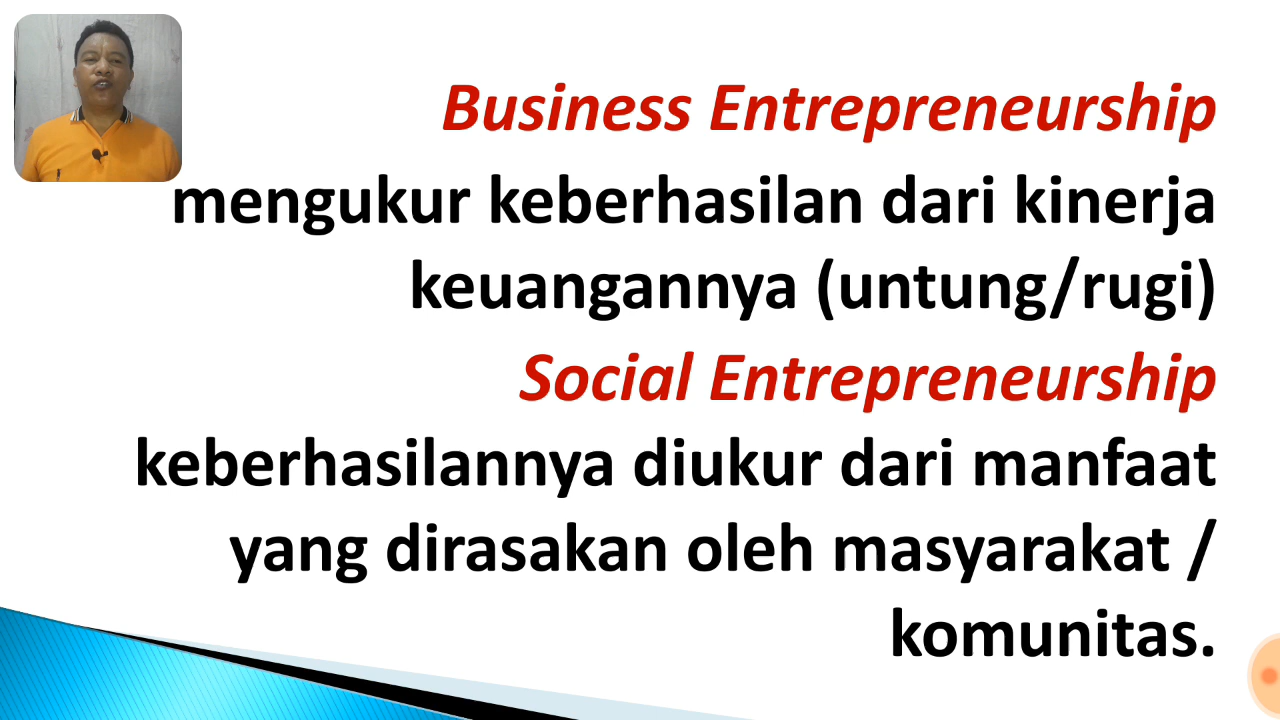 Business Entrepreneurship
mengukur keberhasilan dari kinerja
keuangannya (untung/rugi)
Social Entrepreneurship
keberhasilannya diukur dari manfaat
yang dirasakan oleh masyarakat /
komunitas.